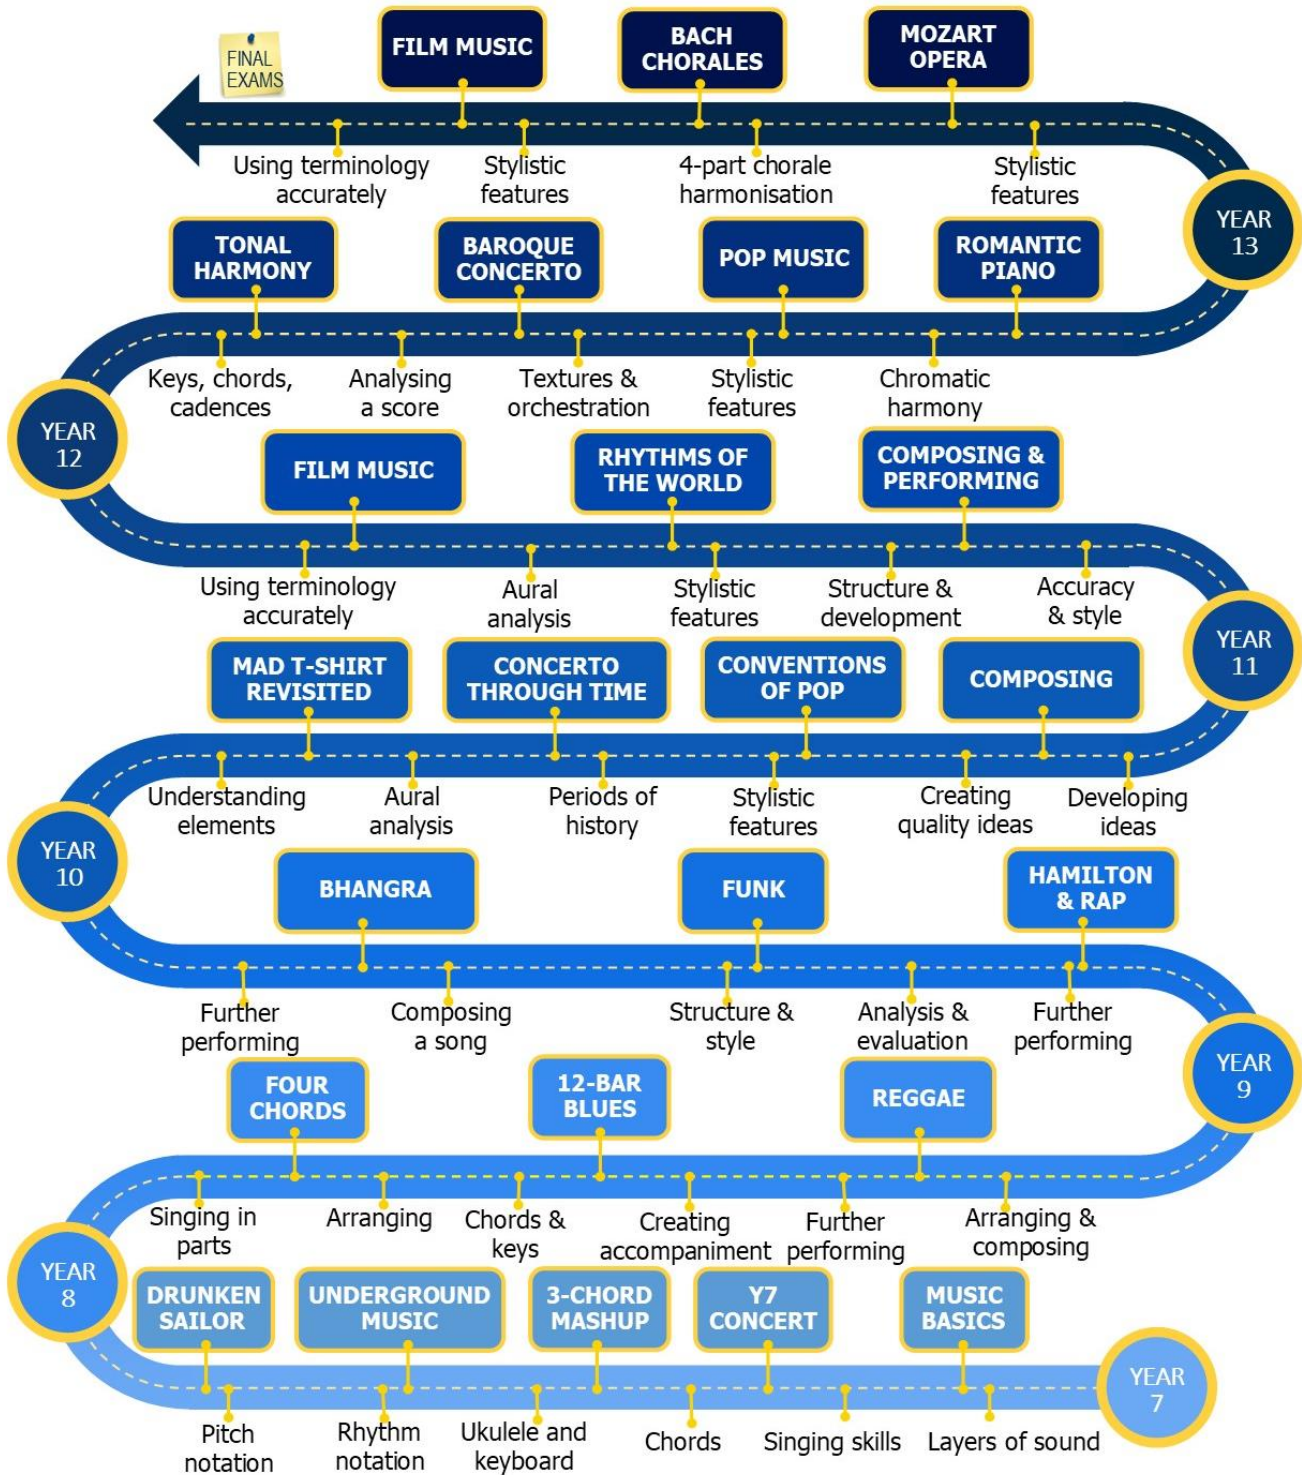 FINAL
EXAMS
FILM MUSIC
BACH
CHORALES
MOZART
OPERA
Using terminology
accurately
Stylistic
features
4-part chorale
harmonisation
Stylistic
features
YEAR
13
TONAL
HARMONY
BAROQUE
CONCERTO
POP MUSIC
ROMANTIC
PIANO
Keys, chords,
cadences
Analysing
a score
Textures &
orchestration
Stylistic
features
Chromatic
harmony
YEAR
12
FILM MUSIC
RHYTHMS OF
THE WORLD
COMPOSING &
PERFORMING
Using terminology
accurately
Aural
analysis
Stylistic
features
Structure &
development
Accuracy
& style
YEAR
11
MAD T-SHIRT
REVISITED
CONCERTO
THROUGH TIME
CONVENTIONS
OF POP
COMPOSING
Understanding
elements
Aural
analysis
Periods of
history
Stylistic
features
Creating
quality ideas
Developing
ideas
YEAR
10
BHANGRA
FUNK
HAMILTON
& RAP
Further
performing
Composing
a song
Structure &
style
Analysis &
evaluation
Further
performing
YEAR
9
FOUR
CHORDS
12-BAR
BLUES
REGGAE
Singing in
parts
Arranging
Chords &
keys
Creating
accompaniment
Further
performing
Arranging &
composing
YEAR
8
DRUNKEN
SAILOR
UNDERGROUND
MUSIC
3-CHORD
MASHUP
Y7
CONCERT
MUSIC
BASICS
YEAR
7
Pitch
notation
Rhythm
notation
Ukulele and
keyboard
Chords
Singing skills
Layers of sound